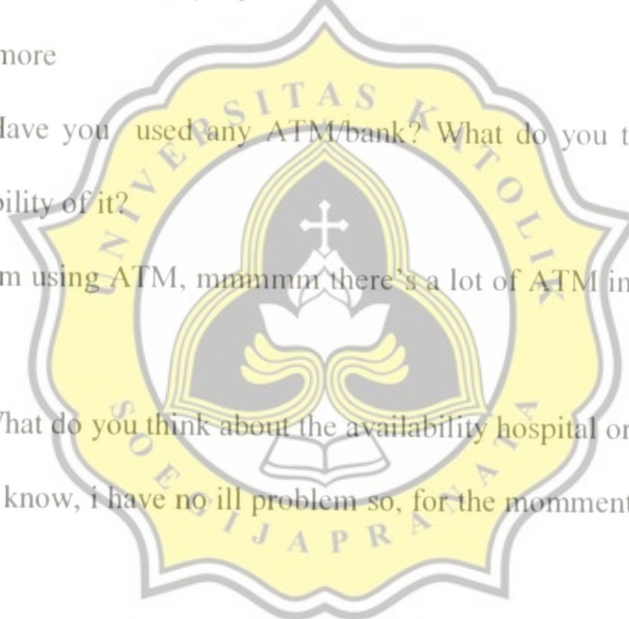 more
Have you used any ATM/bank? What do you t
bility of it?
m using ATM, mmmmm there's a lot of ATM in
What do you think about the availability hospital or
know, i have no ill problem so, for the momment
UNIVERSITAS KATOLIK
SOEGIJAPRANATA